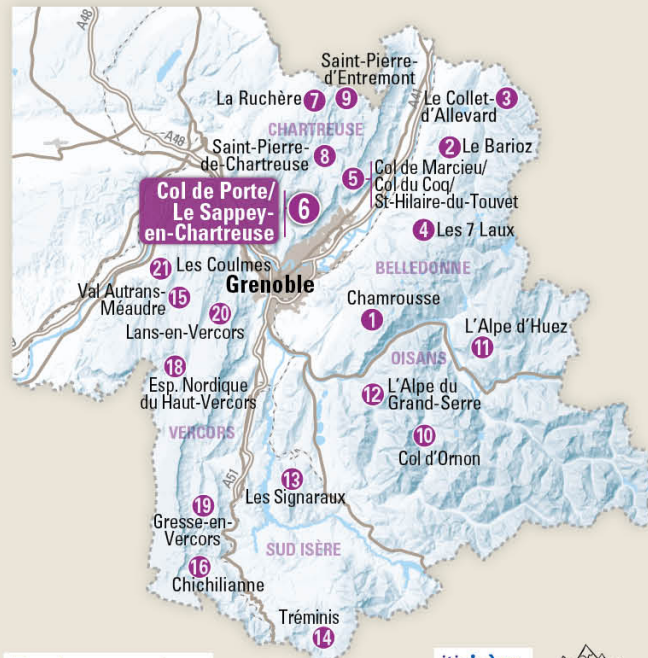 A48
A41
Saint-Pierre-
d'Entremont
La Ruchère 7
9
Le Collet-
d'Allevard
3
CHARTREUSE
A48
2 Le Barioz
Saint-Pierre-
de-Chartreuse
8
5
Col de Marcieu/
Col du Coq/
St-Hilaire-du-Touvet
Col de Porte/
Le Sappey-
en-Chartreuse
6
4 Les 7 Laux
21 Les Coulmes
BELLEDONNE
Grenoble
Val Autrans-
Méaudre
15
20
Lans-en-Vercors
Chamrousse
1
L'Alpe d'Huez
11
OISANS
18
Esp. Nordique
du Haut-Vercors
12
L'Alpe du
Grand-Serre
VERCORS
10
Col d'Ornon
A51
13
Les Signaraux
19
Gresse-en-
Vercors
SUD ISÈRE
16
Chichilianne
Tréminis
14